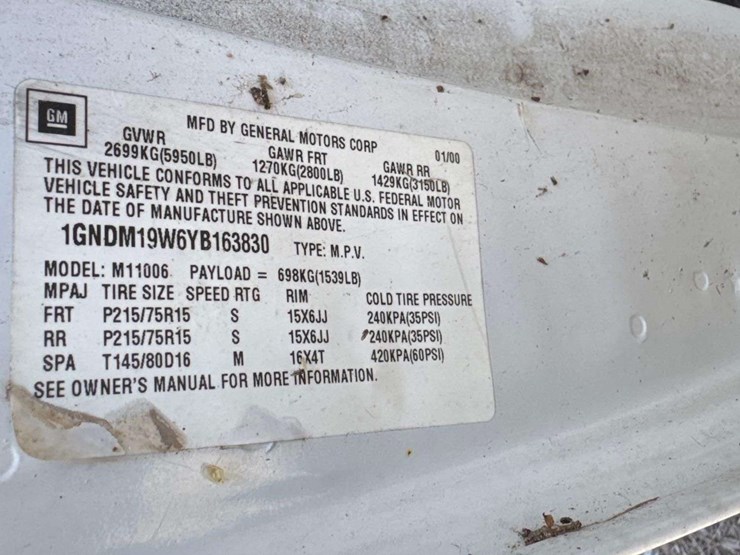 GM
MFD BY GENERAL MOTORS CORP 01/00
GVWR GAWR FRT GAWR RR
2699KG(5950LB) 1270KG(2800LB) 1429KG(3150LB)
THIS VEHICLE CONFORMS TO ALL APPLICABLE U.S. FEDERAL MOTOR
VEHICLE SAFETY AND THEFT PREVENTION STANDARDS IN EFFECT ON
THE DATE OF MANUFACTURE SHOWN ABOVE.
1GNDM19W6YB163830 TYPE: M.P.V.
MODEL: M11006 PAYLOAD = 698KG(1539LB)
MPAJ TIRE SIZE SPEED RTG RIM COLD TIRE PRESSURE
FRT P215/75R15 S 15X6JJ 240KPA(35PSI)
RR P215/75R15 S 15X6JJ 240KPA(35PSI)
SPA T145/80D16 M 16X4T 420KPA(60PSI)
SEE OWNER'S MANUAL FOR MORE INFORMATION.